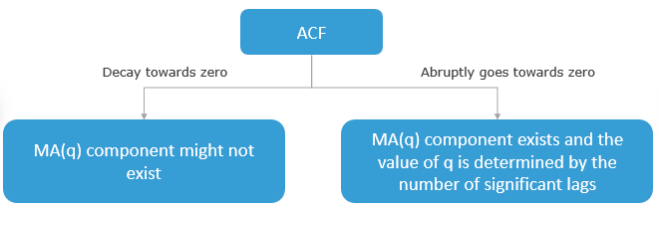 ACF
Decay towards zero
Abruptly goes towards zero
MA(q) component might not
exist
MA(q) component exists and the
value of q is determined by the
number of significant lags